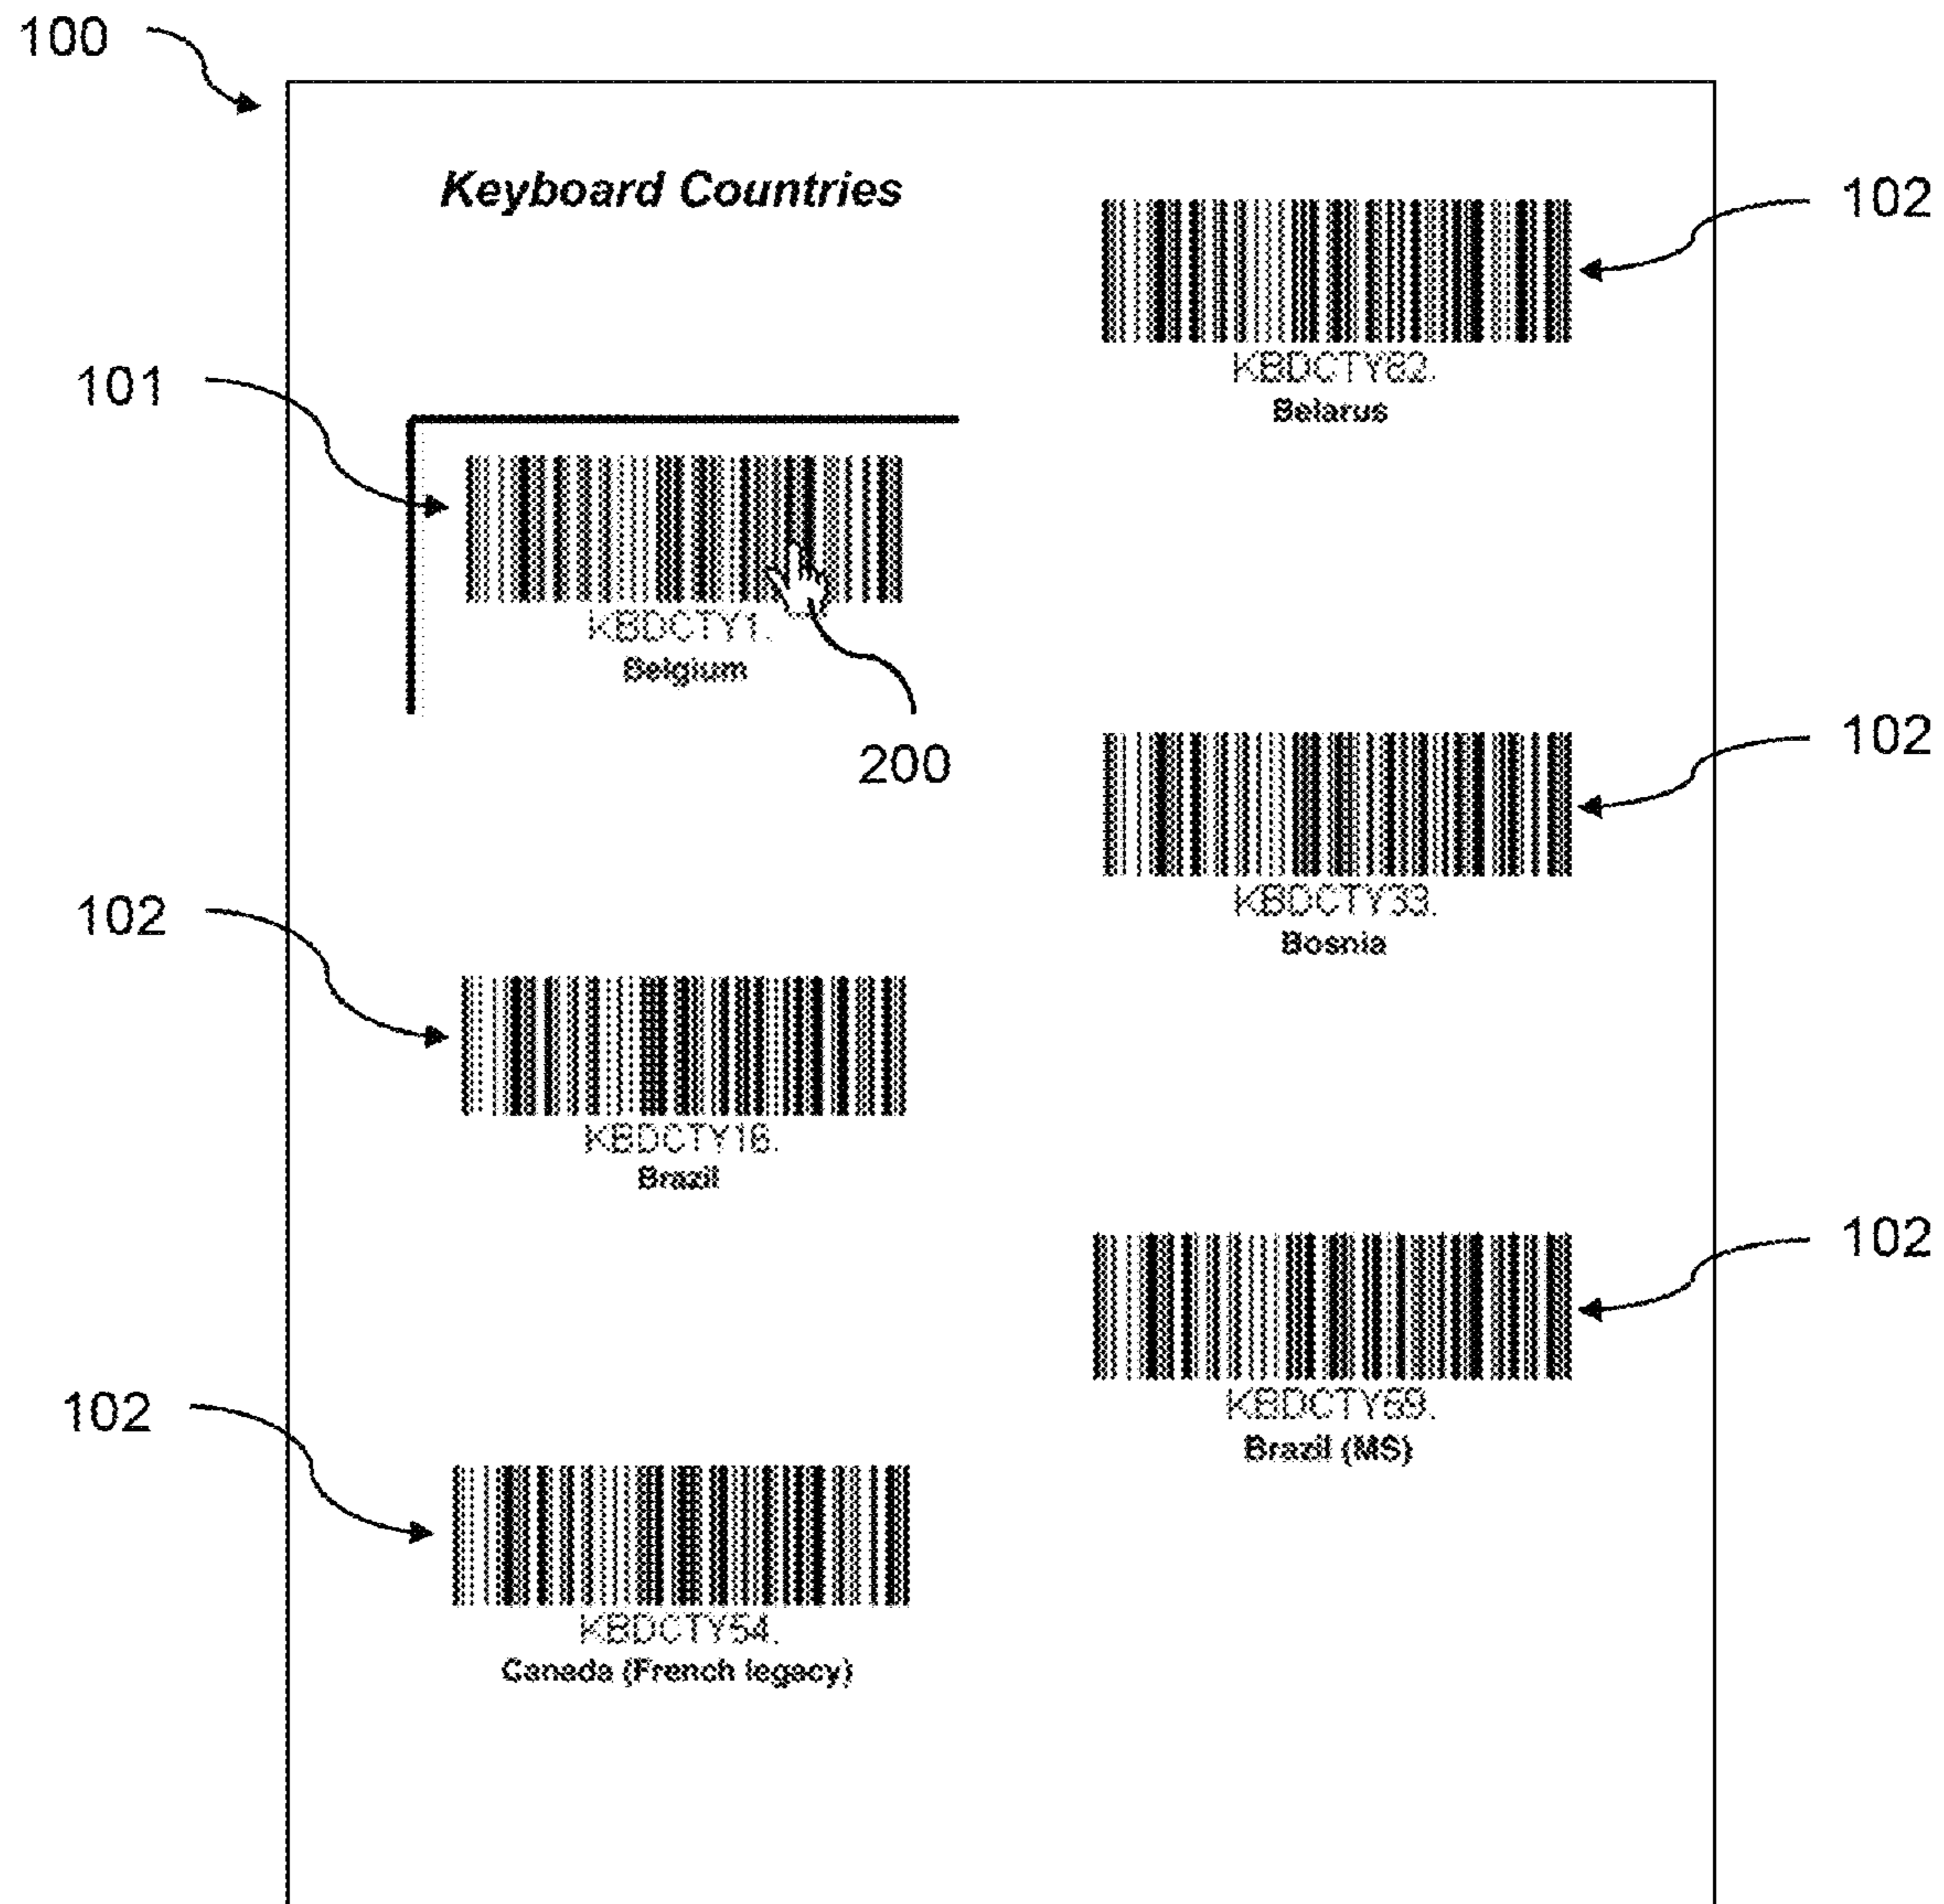 100
Keyboard Countries
102
KBDCTY82.
Belarus
101
KBDCTY1.
Belgium
200
102
KBDCTY33.
Bosnia
102
KBDCTY16.
Brazil
102
KBDCTY59.
Brazil (MS)
102
KBDCTY54.
Canada (French legacy)